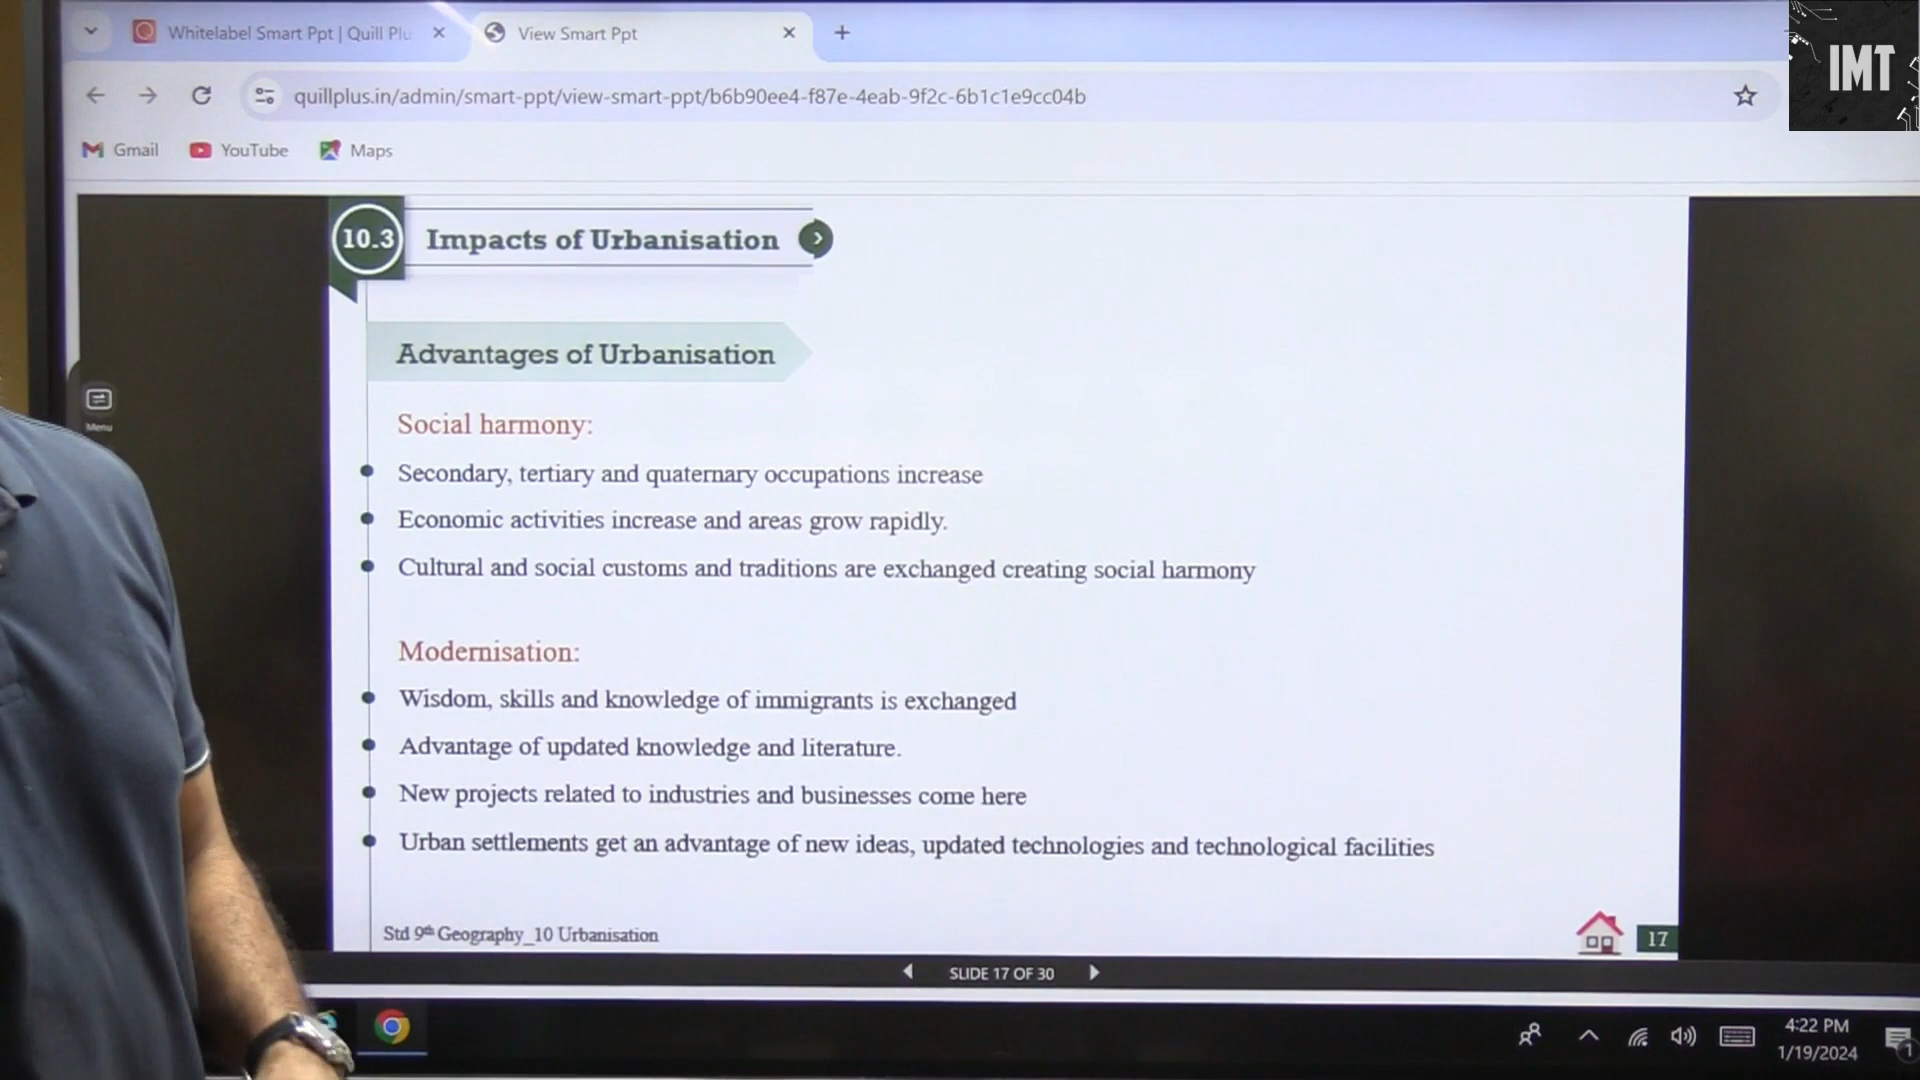 Whitelabel Smart Ppt | Quill Plu
View Smart Ppt
IMT
quillplus.in/admin/smart-ppt/view-smart-ppt/b6b90ee4-f87e-4eab-9f2c-6b1c1e9cc04b
Gmail
YouTube
Maps
10.3
Impacts of Urbanisation
Advantages of Urbanisation
Menu
Social harmony:
Secondary, tertiary and quaternary occupations increase
Economic activities increase and areas grow rapidly.
Cultural and social customs and traditions are exchanged creating social harmony
Modernisation:
Wisdom, skills and knowledge of immigrants is exchanged
Advantage of updated knowledge and literature.
New projects related to industries and businesses come here
Urban settlements get an advantage of new ideas, updated technologies and technological facilities
Std 9th Geography_10 Urbanisation
17
SLIDE 17 OF 30
4:22 PM
1/19/2024
1